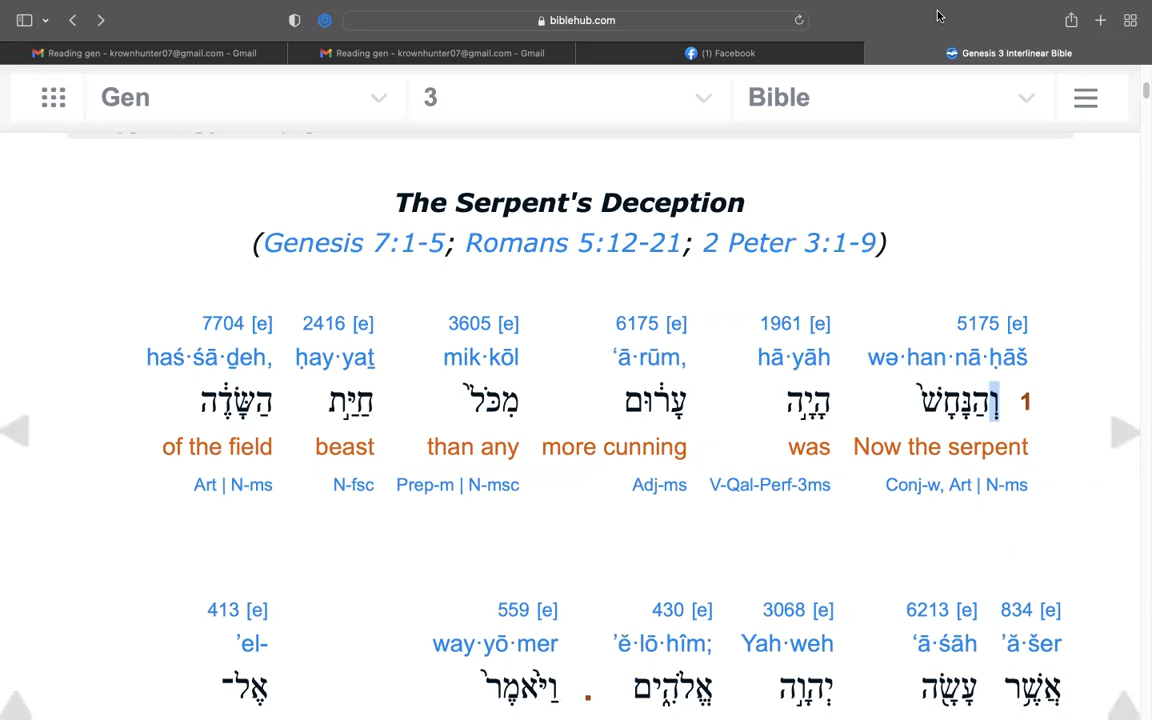 biblehub.com
Reading gen - krownhunter07@gmail.com - Gmail
Reading gen - krownhunter07@gmail.com - Gmail
(1) Facebook
Genesis 3 Interlinear Bible
Gen
3
Bible
The Serpent's Deception
(Genesis 7:1-5; Romans 5:12-21; 2 Peter 3:1-9)
7704 [e] 2416 [e] 3605 [e] 6175 [e] 1961 [e] 5175 [e]
haś·śā·ḏeh, ḥay·yaṯ mik·kōl ‘ā·rūm, hā·yāh wə·han·nā·ḥāš
1 וְהַנָּחָשׁ֙ הָיָ֣ה עָר֔וּם מִכֹּל֙ חַיַּ֣ת הַשָּׂדֶ֔ה
of the field beast than any more cunning was Now the serpent
Art | N-ms N-fsc Prep-m | N-msc Adj-ms V-Qal-Perf-3ms Conj-w, Art | N-ms
413 [e] 559 [e] 430 [e] 3068 [e] 6213 [e] 834 [e]
’el- way·yō·mer ’ĕ·lō·hîm; Yah·weh ‘ā·śāh ’ă·šer
אֲשֶׁ֥ר עָשָׂ֖ה יְהוָ֣ה אֱלֹהִ֑ים . וַיֹּ֙אמֶר֙ אֶל־